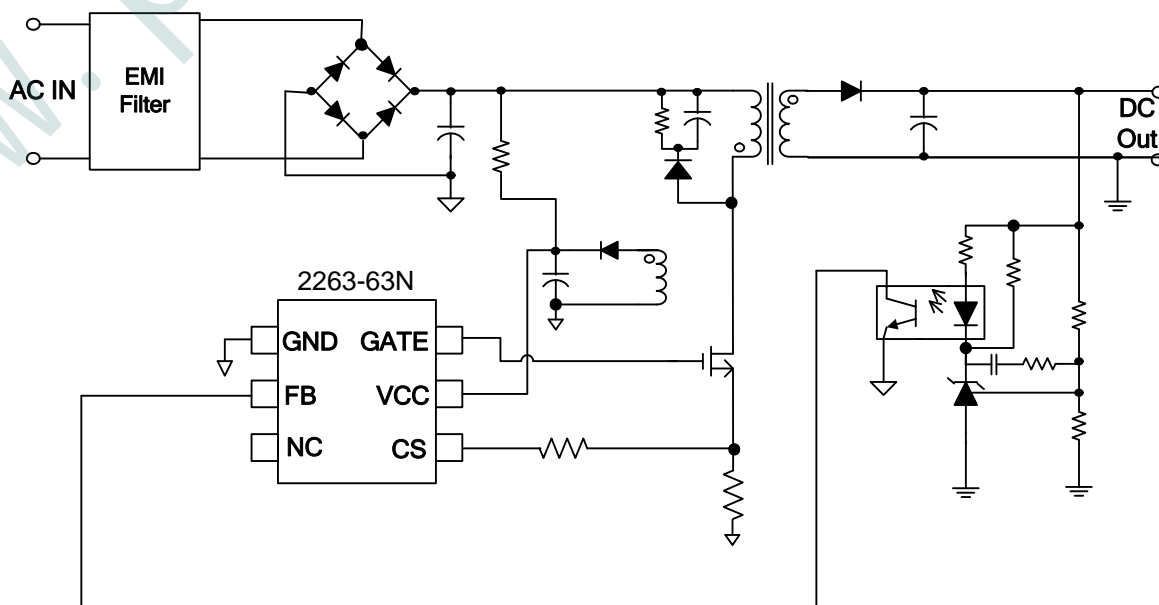 AC IN
EMI
Filter
DC
Out
2263-63N
GND
GATE
FB
VCC
NC
CS